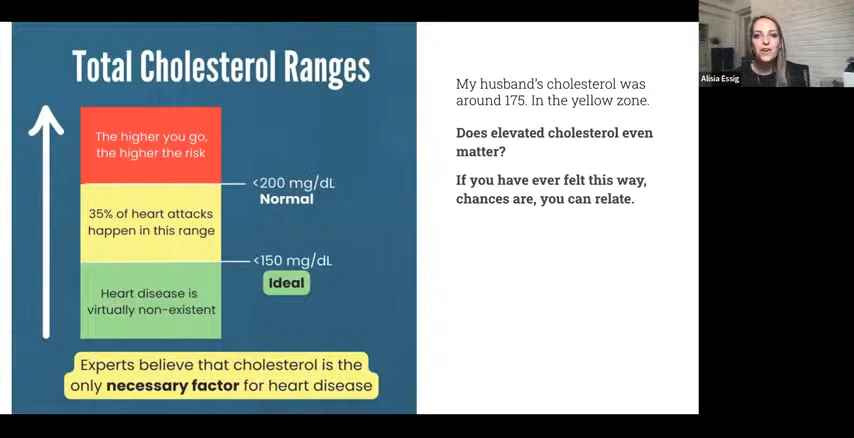 Total Cholesterol Ranges
The higher you go,
the higher the risk
<200 mg/dL
Normal
35% of heart attacks
happen in this range
<150 mg/dL
Ideal
Heart disease is
virtually non-existent
Experts believe that cholesterol is the
only necessary factor for heart disease
My husband's cholesterol was
around 175. In the yellow zone.
Does elevated cholesterol even
matter?
If you have ever felt this way,
chances are, you can relate.
Alisia Essig